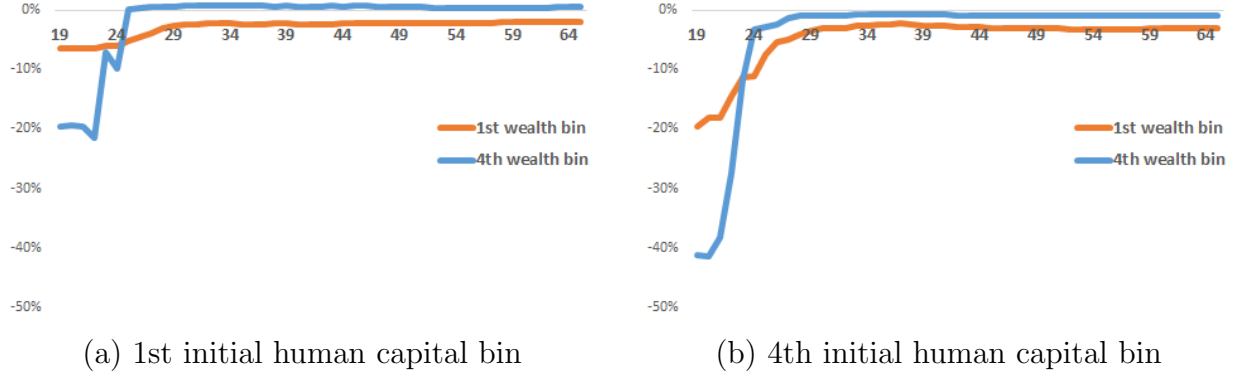 0%
19 24 29 34 39 44 49 54 59 64
-10%
-20%
1st wealth bin
4th wealth bin
-30%
-40%
-50%
(a) 1st initial human capital bin
0%
19 24 29 34 39 44 49 54 59 64
-10%
-20%
1st wealth bin
4th wealth bin
-30%
-40%
-50%
(b) 4th initial human capital bin